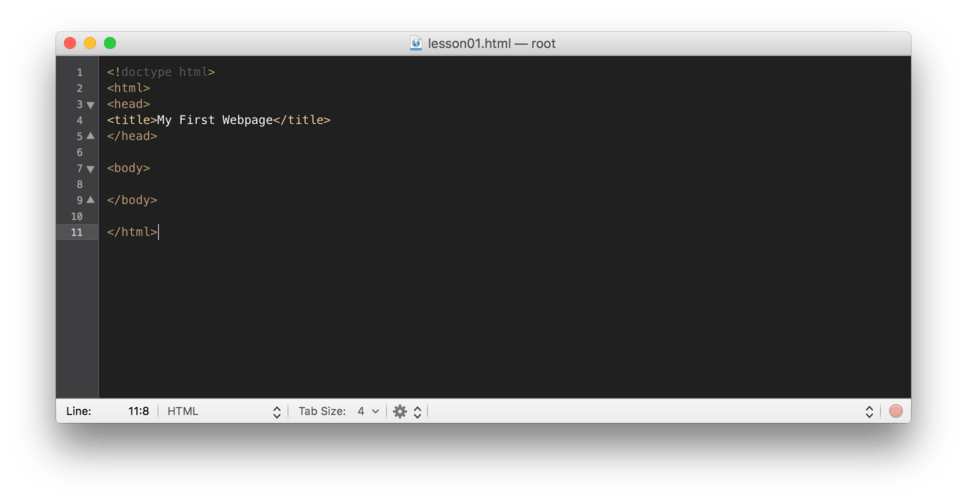 lesson01.html — root
1 <!doctype html>
2 <html>
3 <head>
4 <title>My First Webpage</title>
5 </head>
6
7 <body>
8
9 </body>
10
11 </html>
Line: 11:8 HTML Tab Size: 4